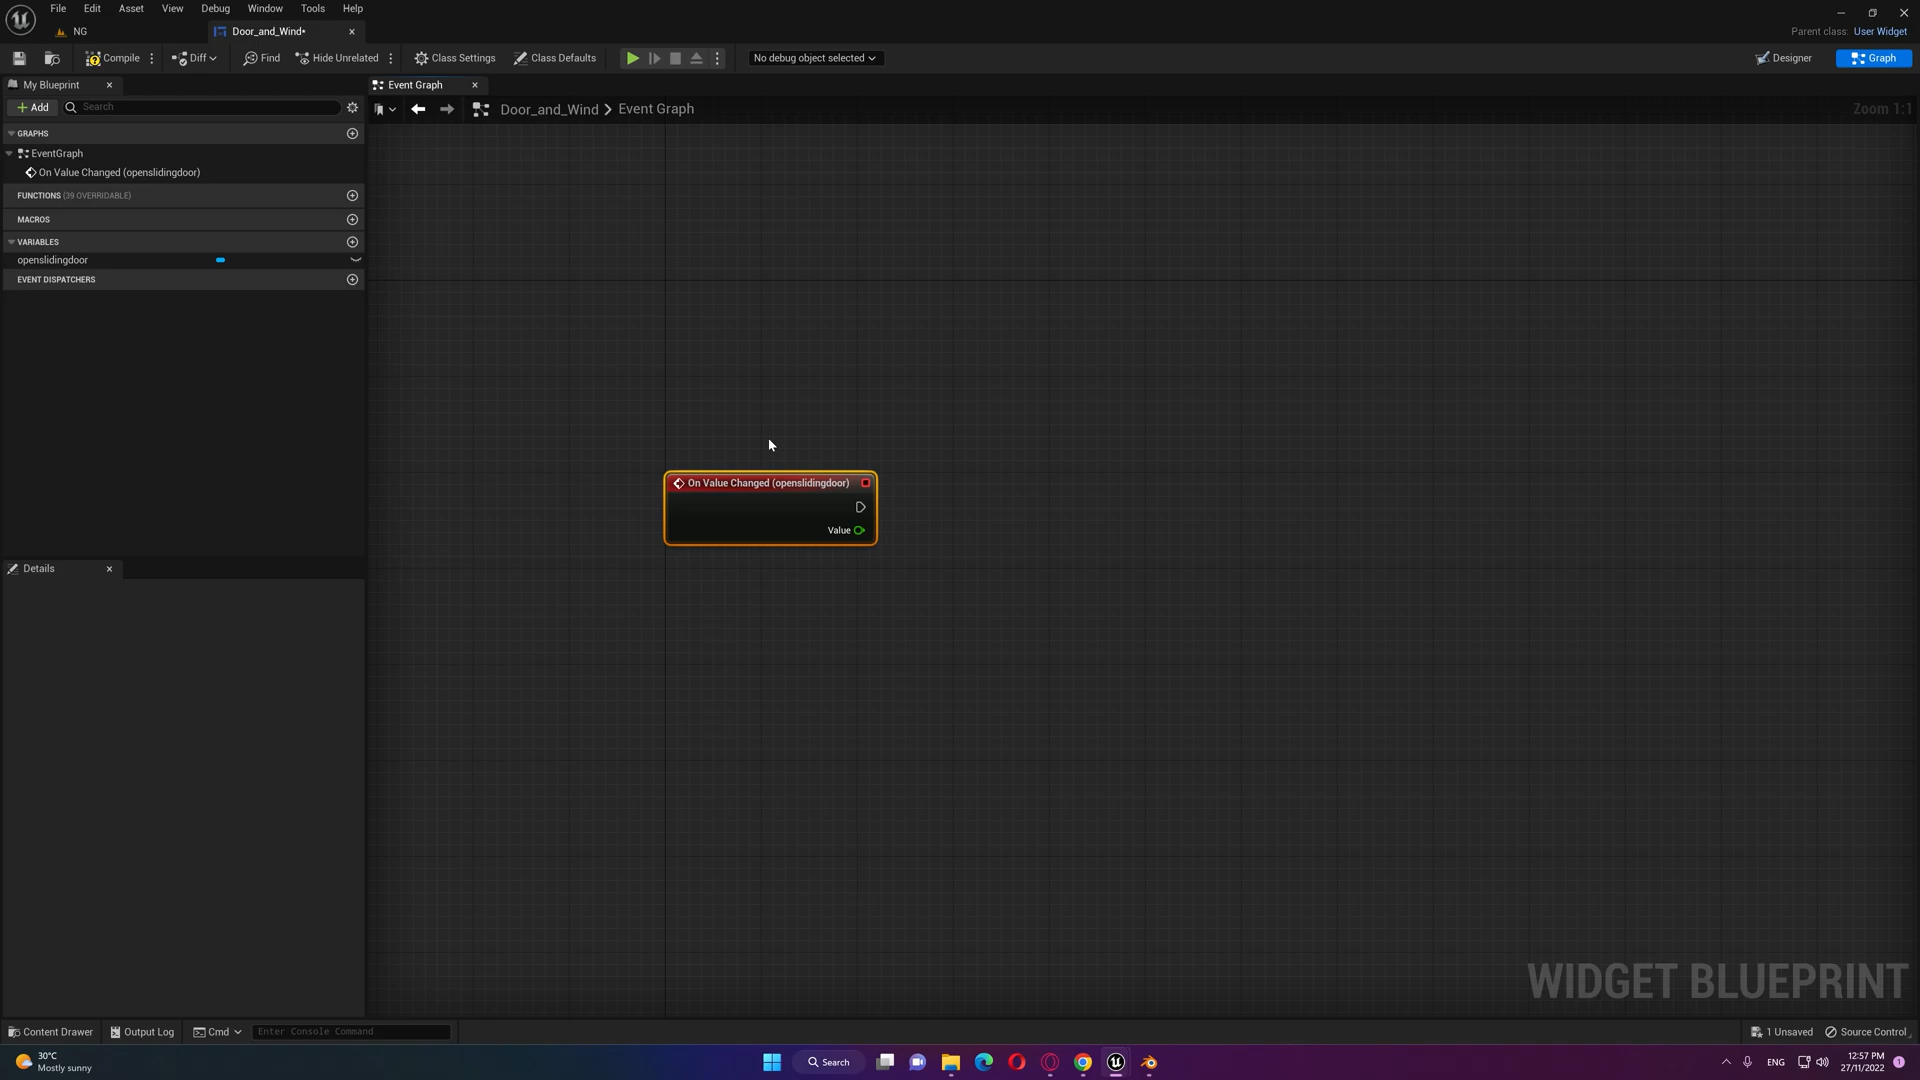 File Edit Asset View Debug Window Tools Help
NG
Door_and_Wind*
Parent class: User Widget
Compile
Diff
Find
Hide Unrelated
Class Settings
Class Defaults
No debug object selected
Designer
Graph
My Blueprint
Event Graph
Add
Search
Door_and_Wind > Event Graph
Zoom 1:1
GRAPHS
EventGraph
On Value Changed (openslidingdoor)
FUNCTIONS (39 OVERRIDABLE)
MACROS
VARIABLES
openslidingdoor
EVENT DISPATCHERS
On Value Changed (openslidingdoor)
Value
Details
WIDGET BLUEPRINT
Content Drawer
Output Log
Cmd
Enter Console Command
1 Unsaved
Source Control
30°C
Mostly sunny
Search
ENG
12:57 PM
27/11/2022
1